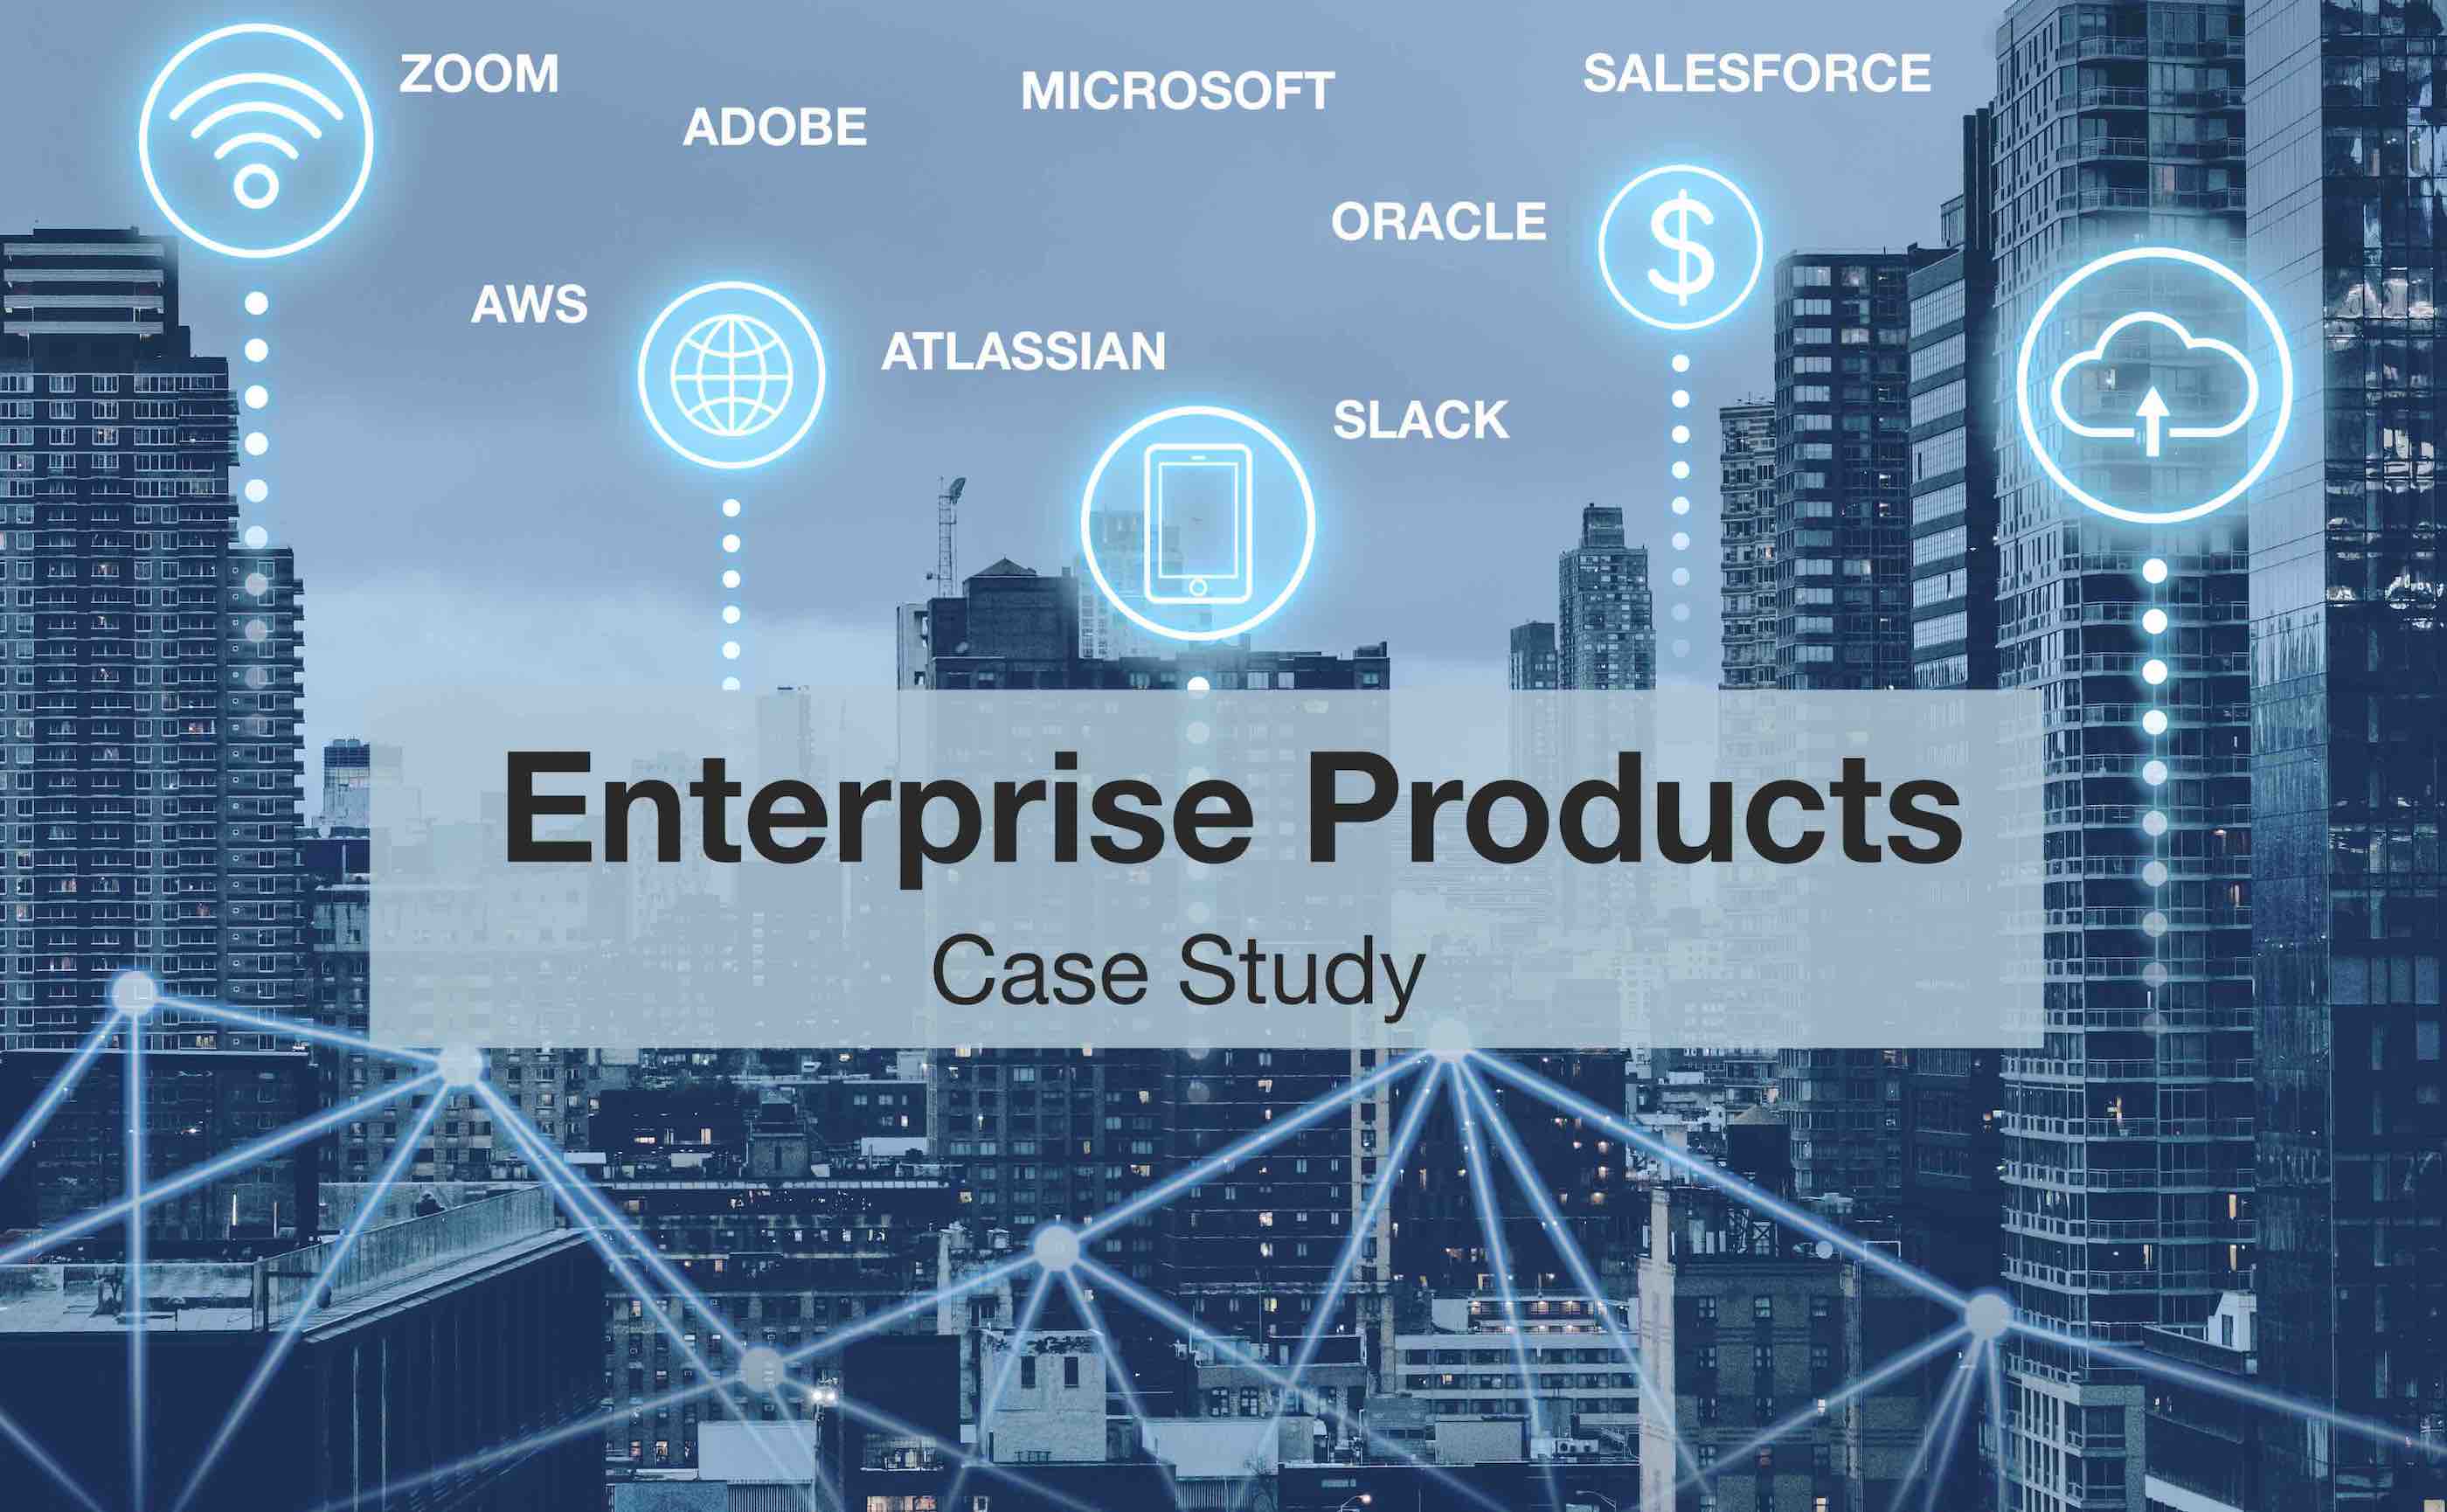 ZOOM
ADOBE
MICROSOFT
SALESFORCE
ORACLE
AWS
ATLASSIAN
SLACK
Enterprise Products
Case Study